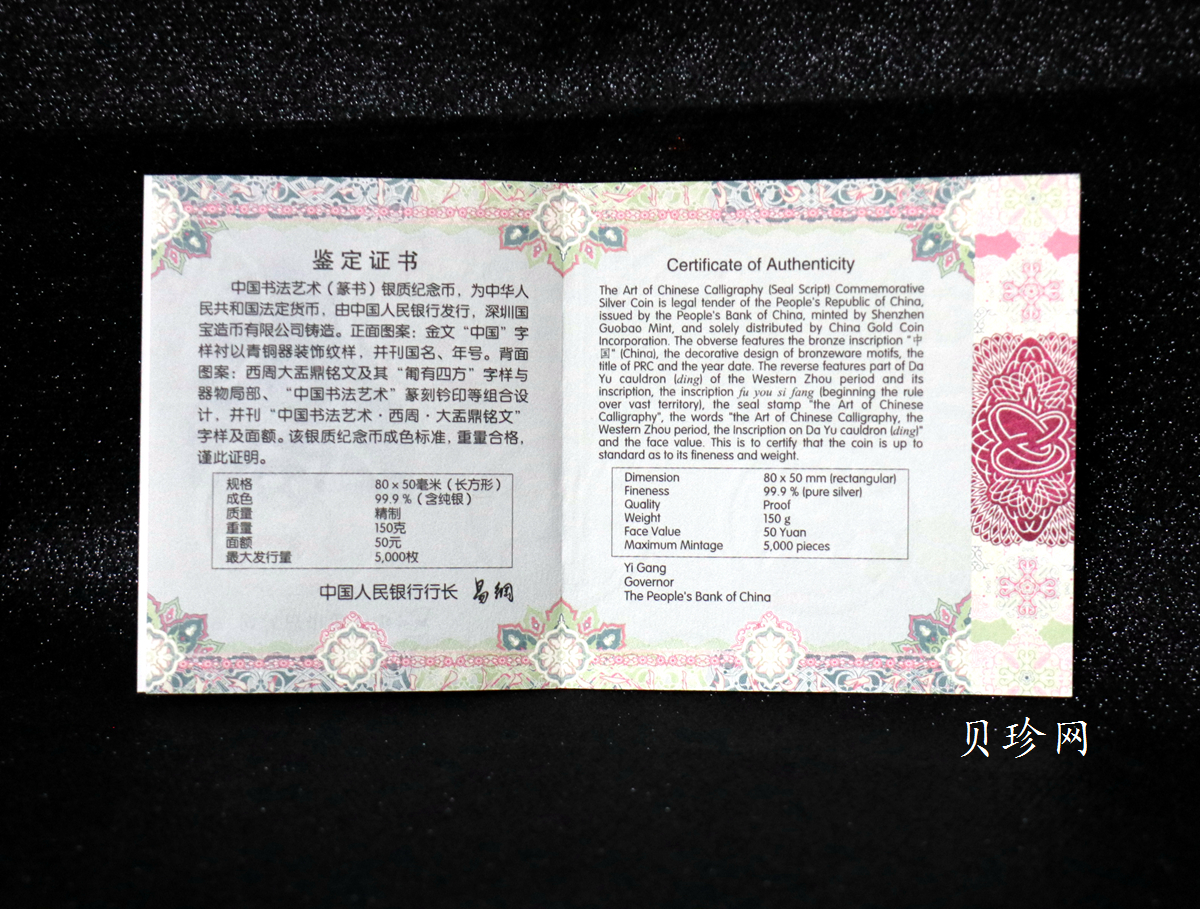 鉴定证书
中国书法艺术（篆书）银质纪念币，为中华人
民共和国法定货币，由中国人民银行发行，深圳国
宝造币有限公司铸造。正面图案：金文“中国”字
样衬以青铜器装饰纹样，并刊国名、年号。背面
图案：西周大盂鼎铭文及其“匍有四方”字样与
器物局部、“中国书法艺术”篆刻钤印等组合设
计，并刊“中国书法艺术·西周·大盂鼎铭文”
字样及面额。该银质纪念币成色标准，重量合格，
谨此证明。
规格 80 x 50毫米（长方形）
成色 99.9 %（含纯银）
质量 精制
重量 150克
面额 50元
最大发行量 5,000枚
中国人民银行行长 易纲
Certificate of Authenticity
The Art of Chinese Calligraphy (Seal Script) Commemorative
Silver Coin is legal tender of the People's Republic of China,
issued by the People's Bank of China, minted by Shenzhen
Guobao Mint, and solely distributed by China Gold Coin
Incorporation. The obverse features the bronze inscription "中
国" (China), the decorative design of bronzeware motifs, the
title of PRC and the year date. The reverse features part of Da
Yu cauldron (ding) of the Western Zhou period and its
inscription, the inscription fu you si fang (beginning the rule
over vast territory), the seal stamp "the Art of Chinese
Calligraphy", the words "the Art of Chinese Calligraphy, the
Western Zhou period, the Inscription on Da Yu cauldron (ding)"
and the face value. This is to certify that the coin is up to
standard as to its fineness and weight.
Dimension 80 x 50 mm (rectangular)
Fineness 99.9 % (pure silver)
Quality Proof
Weight 150 g
Face Value 50 Yuan
Maximum Mintage 5,000 pieces
Yi Gang
Governor
The People's Bank of China
贝珍网